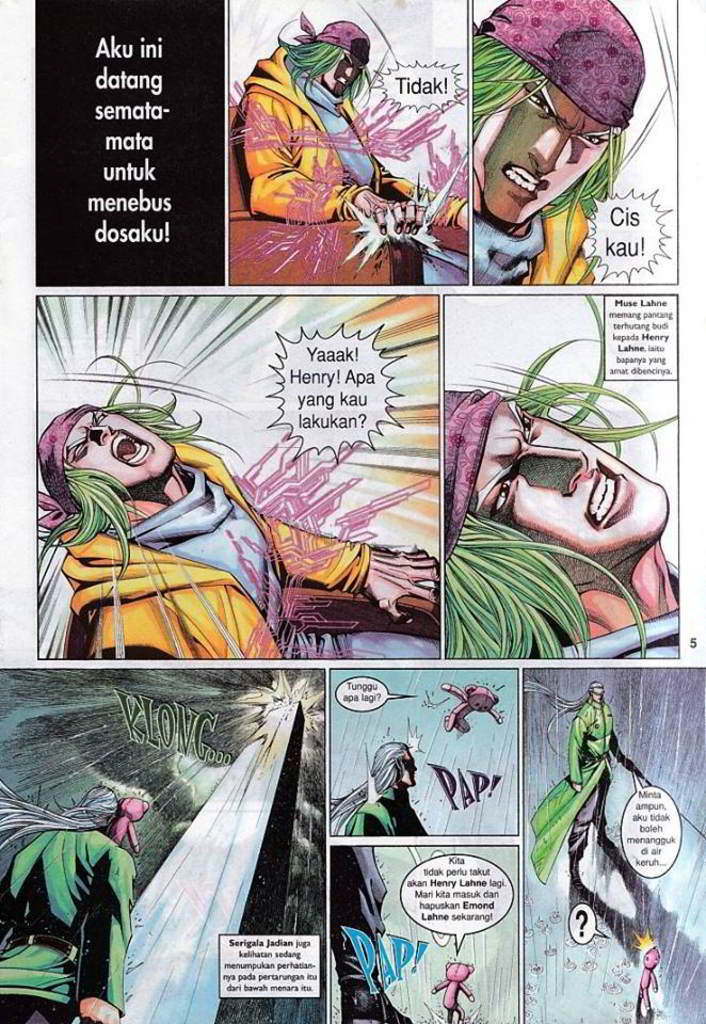 Aku ini
datang
semata-
mata
untuk
menebus
dosaku!
Tidak!
Cis
kau!
Yaaak!
Henry! Apa
yang kau
lakukan?
Muse Lahne
memang pantang
terhutang budi
kepada Henry
Lahne, iaitu
bapanya yang
amat dibencinya.
5
KLONG...
Serigala Jadian juga
kelihatan sedang
menumpukan perhatian-
nya pada pertarungan itu
dari bawah menara itu.
Tunggu
apa lagi?
PAP!
Kita
tidak perlu takut
akan Henry Lahne lagi.
Mari kita masuk dan
hapuskan Emond
Lahne sekarang!
PAP!
Minta
ampun,
aku tidak
boleh
menangguk
di air
keruh...
?